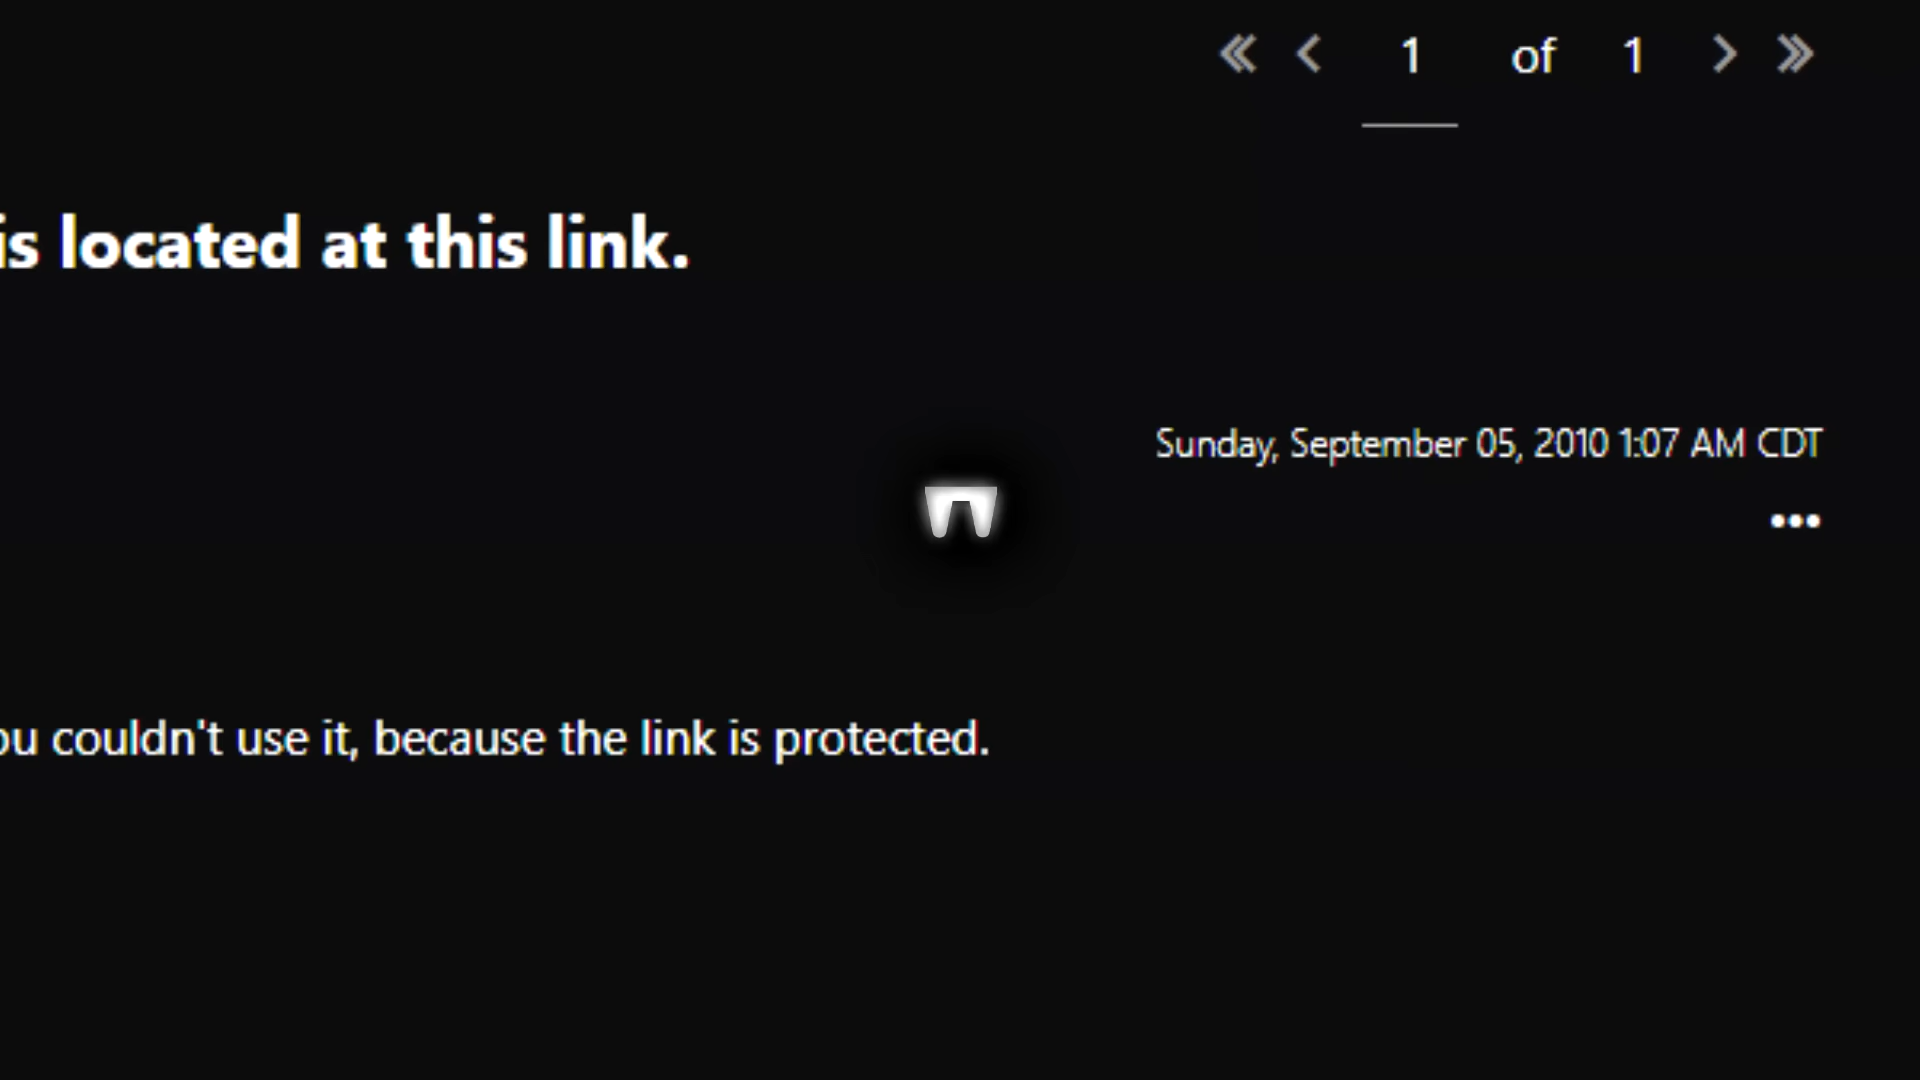 1 of 1
is located at this link.
Sunday, September 05, 2010 1:07 AM CDT
couldn't use it, because the link is protected.